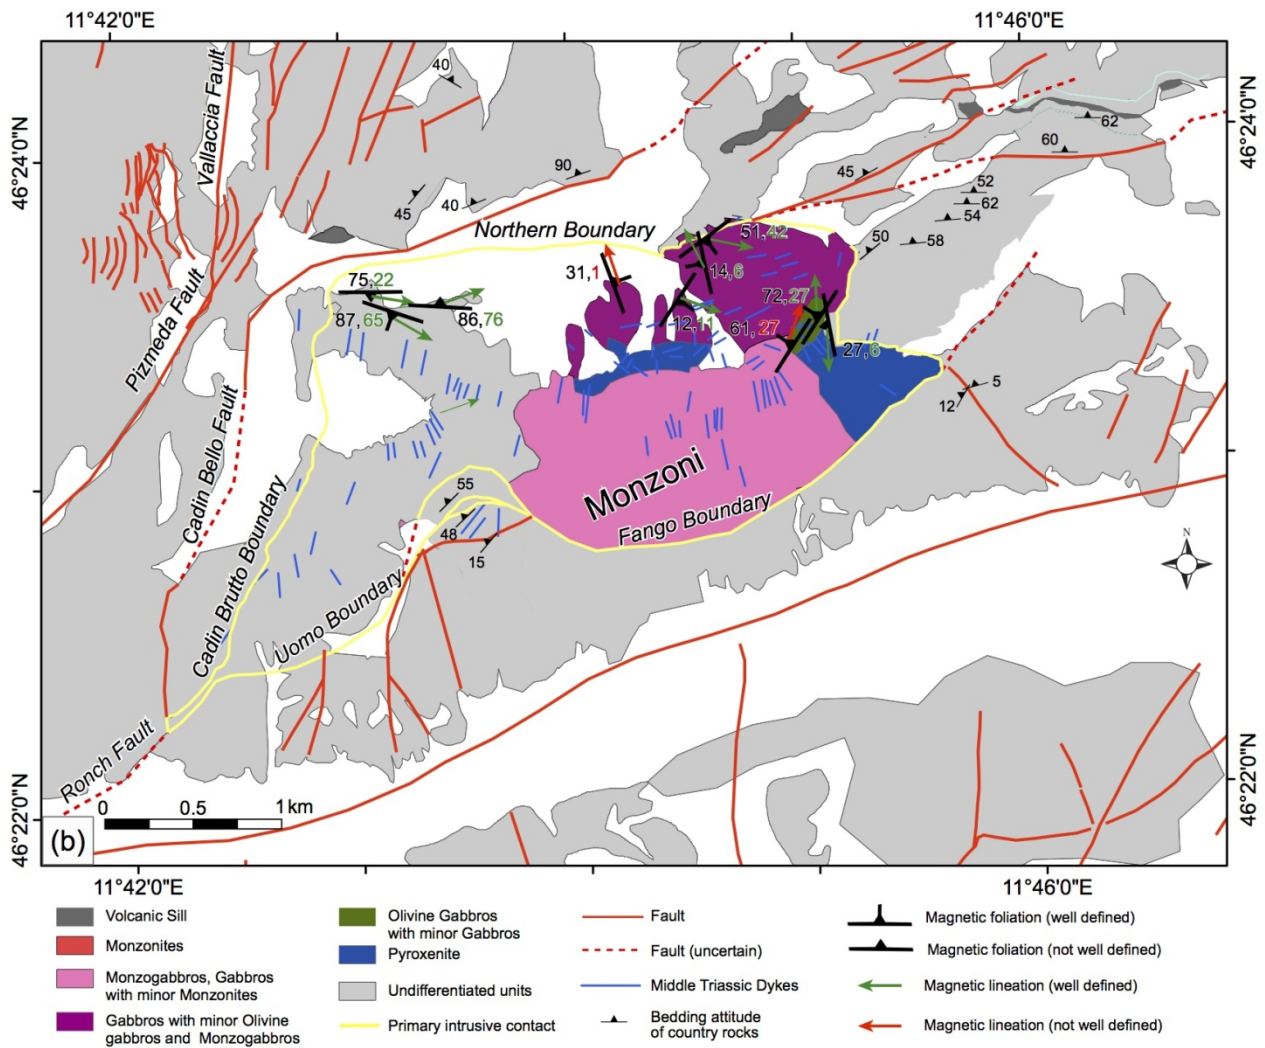 11°42'0"E
11°46'0"E
46°24'0"N
46°24'0"N
Vallaccia Fault
40
62
60
90
45
52
62
54
45
40
50
58
Northern Boundary
51,42
31,1
14,6
75,22
72,27
Pizmeda Fault
87,65
86,76
12,11
61,27
27,6
5
12
Cadin Bello Fault
Monzoni
55
Fango Boundary
48
15
Cadin Brutto Boundary
Uomo Boundary
Ronch Fault
46°22'0"N
46°22'0"N
0 0.5 1 km
(b)
11°42'0"E
11°46'0"E
Volcanic Sill
Monzonites
Monzogabbros, Gabbros
with minor Monzonites
Gabbros with minor Olivine
gabbros and Monzogabbros
Olivine Gabbros
with minor Gabbros
Pyroxenite
Undifferentiated units
Primary intrusive contact
Fault
Fault (uncertain)
Middle Triassic Dykes
Bedding attitude
of country rocks
Magnetic foliation (well defined)
Magnetic foliation (not well defined)
Magnetic lineation (well defined)
Magnetic lineation (not well defined)
N